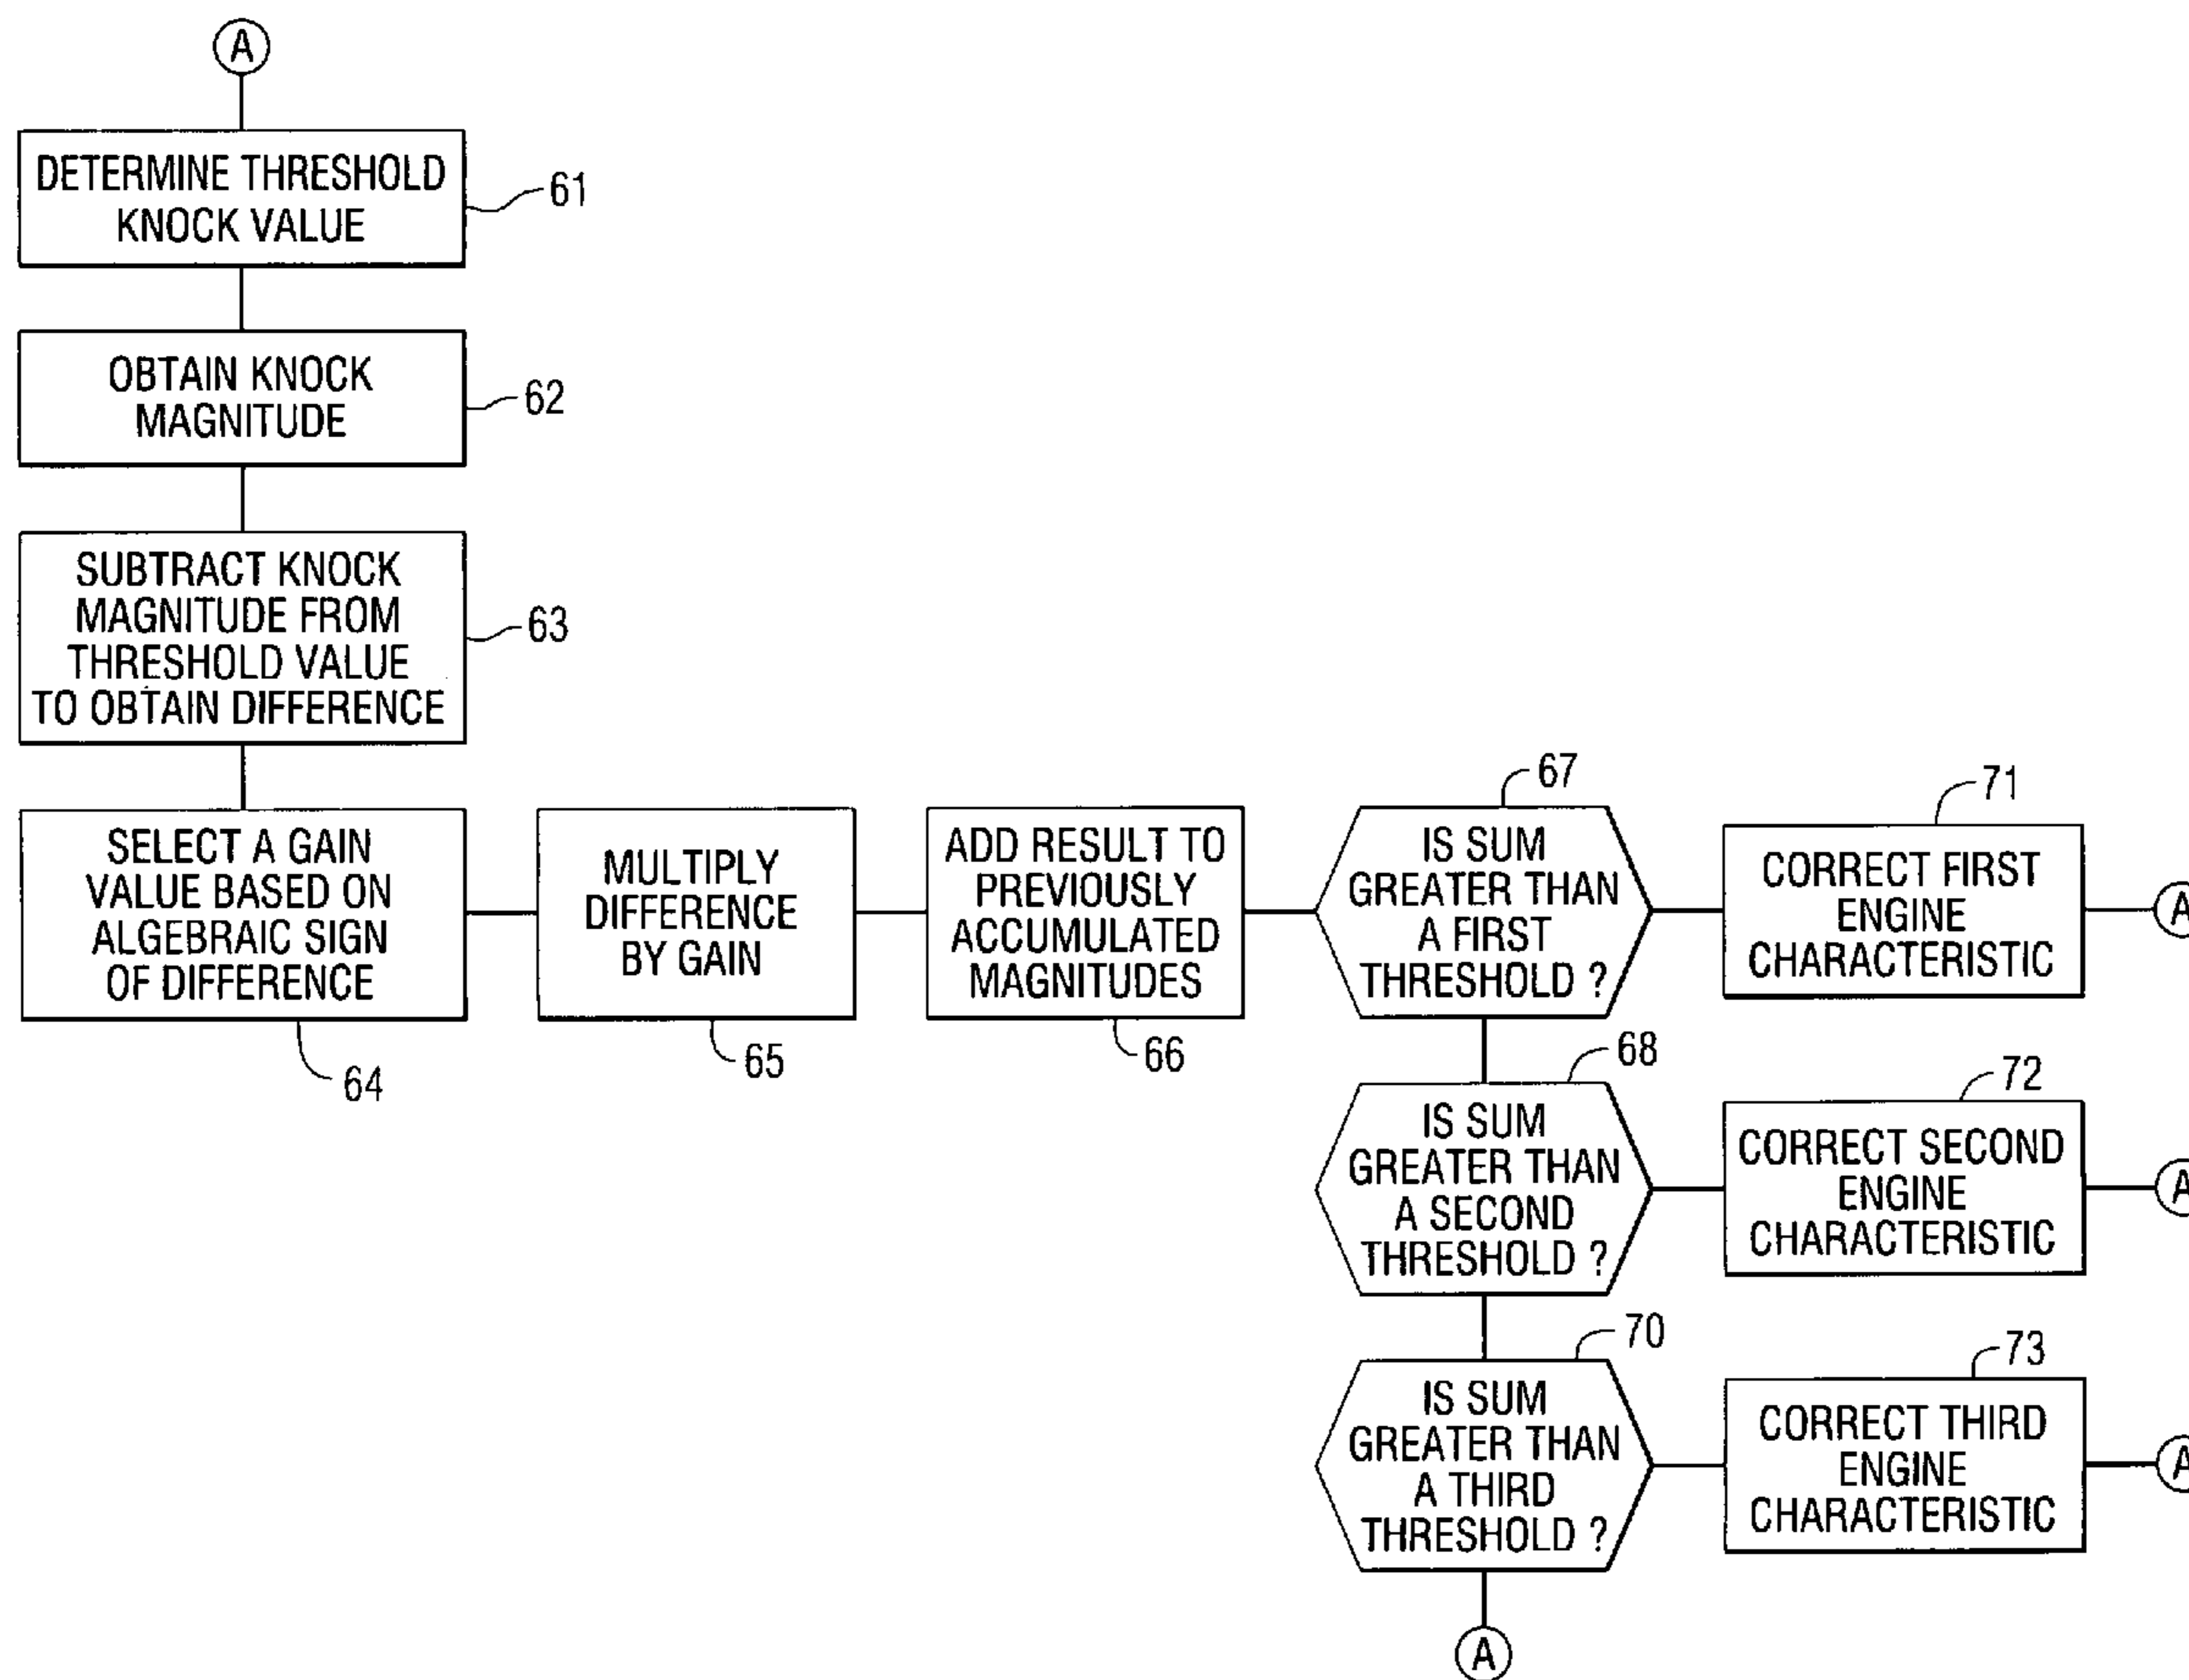 A
DETERMINE THRESHOLD
KNOCK VALUE
61
OBTAIN KNOCK
MAGNITUDE
62
SUBTRACT KNOCK
MAGNITUDE FROM
THRESHOLD VALUE
TO OBTAIN DIFFERENCE
63
SELECT A GAIN
VALUE BASED ON
ALGEBRAIC SIGN
OF DIFFERENCE
64
MULTIPLY
DIFFERENCE
BY GAIN
65
ADD RESULT TO
PREVIOUSLY
ACCUMULATED
MAGNITUDES
66
67
IS SUM
GREATER THAN
A FIRST
THRESHOLD ?
71
CORRECT FIRST
ENGINE
CHARACTERISTIC
A
68
IS SUM
GREATER THAN
A SECOND
THRESHOLD ?
72
CORRECT SECOND
ENGINE
CHARACTERISTIC
A
70
IS SUM
GREATER THAN
A THIRD
THRESHOLD ?
73
CORRECT THIRD
ENGINE
CHARACTERISTIC
A
A